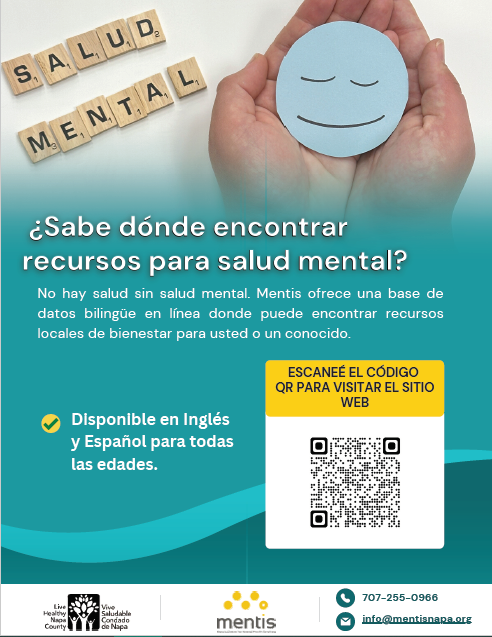 SALUD
MENTAL
¿Sabe dónde encontrar
recursos para salud mental?
No hay salud sin salud mental. Mentis ofrece una base de
datos bilingüe en línea donde puede encontrar recursos
locales de bienestar para usted o un conocido.
ESCANEÉ EL CÓDIGO
QR PARA VISITAR EL SITIO
WEB
Disponible en Inglés
y Español para todas
las edades.
Live
Healthy
Napa
County
Vive
Saludable
Condado
de Napa
mentis
707-255-0966
info@mentisnapa.org